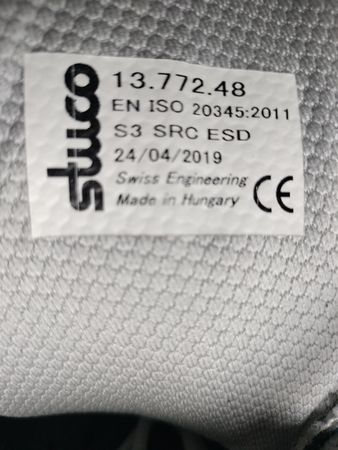 stuco
13.772.48
EN ISO 20345:2011
S3 SRC ESD
24/04/2019
Swiss Engineering
Made in Hungary
CE